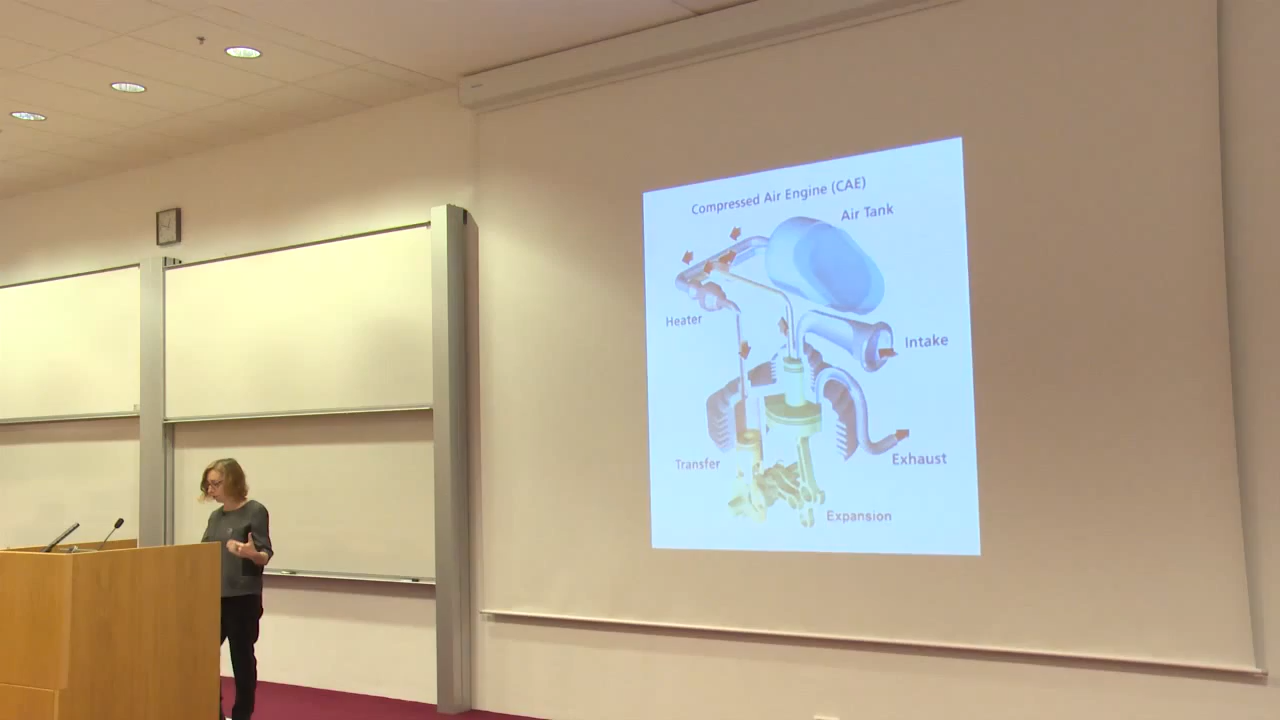 Compressed Air Engine (CAE)
Air Tank
Heater
Intake
Transfer
Exhaust
Expansion